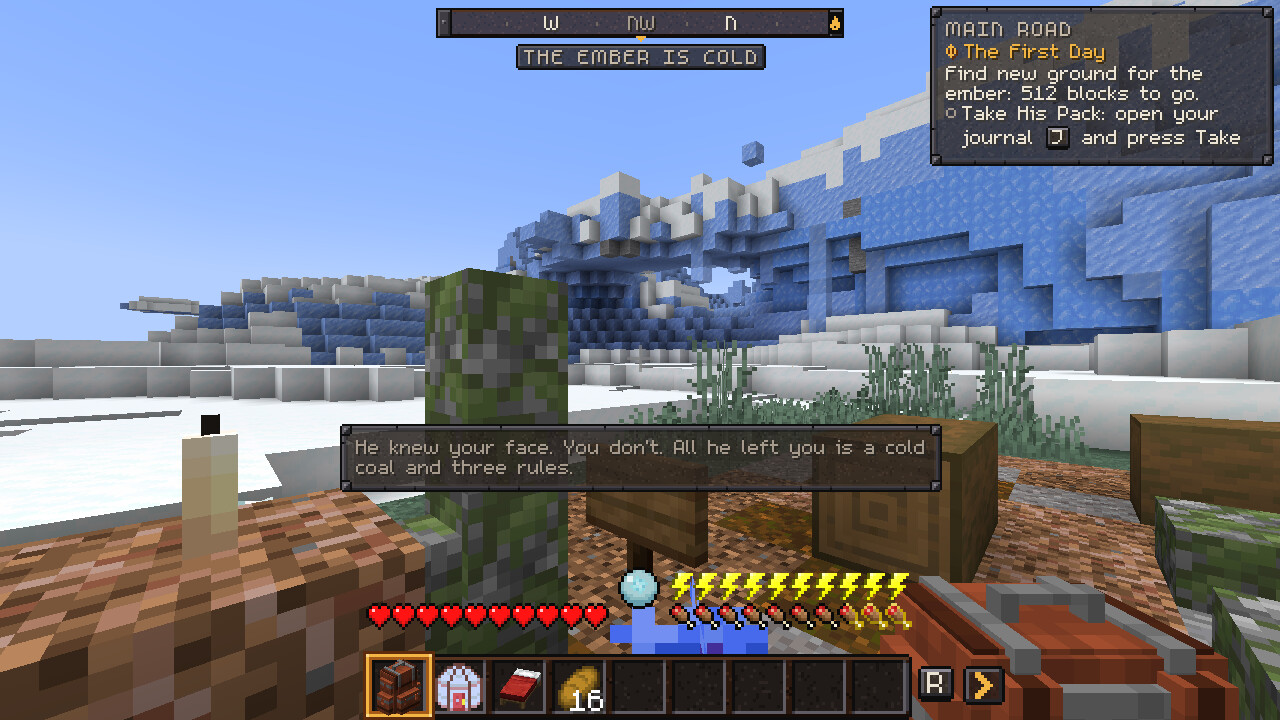 W NW N
THE EMBER IS COLD
MAIN ROAD
The First Day
Find new ground for the
ember: 512 blocks to go.
Take His Pack: open your
journal J and press Take
He knew your face. You don't. All he left you is a cold
coal and three rules.
16
R